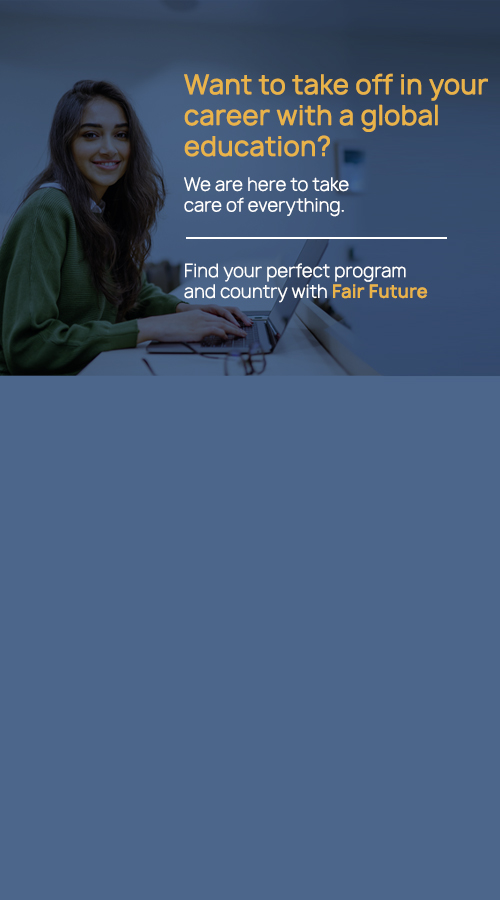 Want to take off in your
career with a global
education?
We are here to take
care of everything.
Find your perfect program
and country with Fair Future